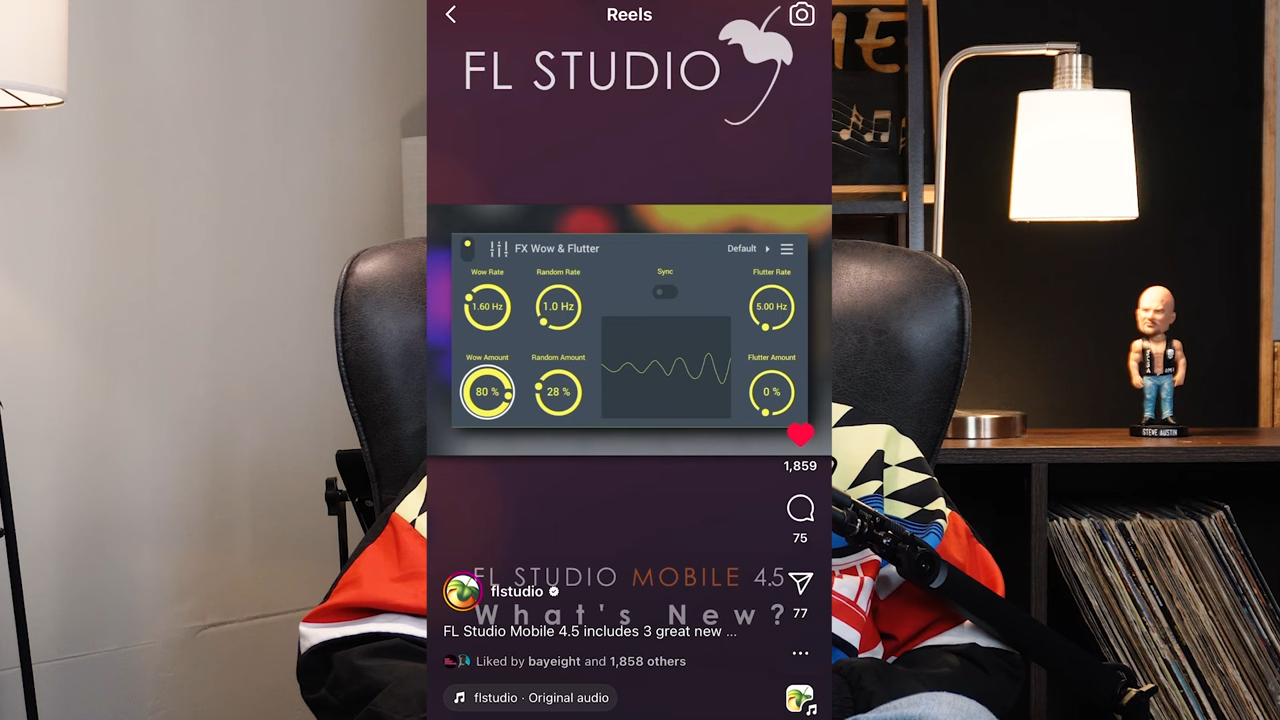 Reels
FL STUDIO
FX Wow & Flutter
Default
Wow Rate
Random Rate
Sync
Flutter Rate
1.60 Hz
1.0 Hz
5.00 Hz
Wow Amount
Random Amount
Flutter Amount
80 %
28 %
0 %
1,859
75
FL STUDIO MOBILE 4.5
flstudio
What's New?
77
FL Studio Mobile 4.5 includes 3 great new ...
Liked by bayeight and 1,858 others
flstudio · Original audio
ME
STEVE AUSTIN